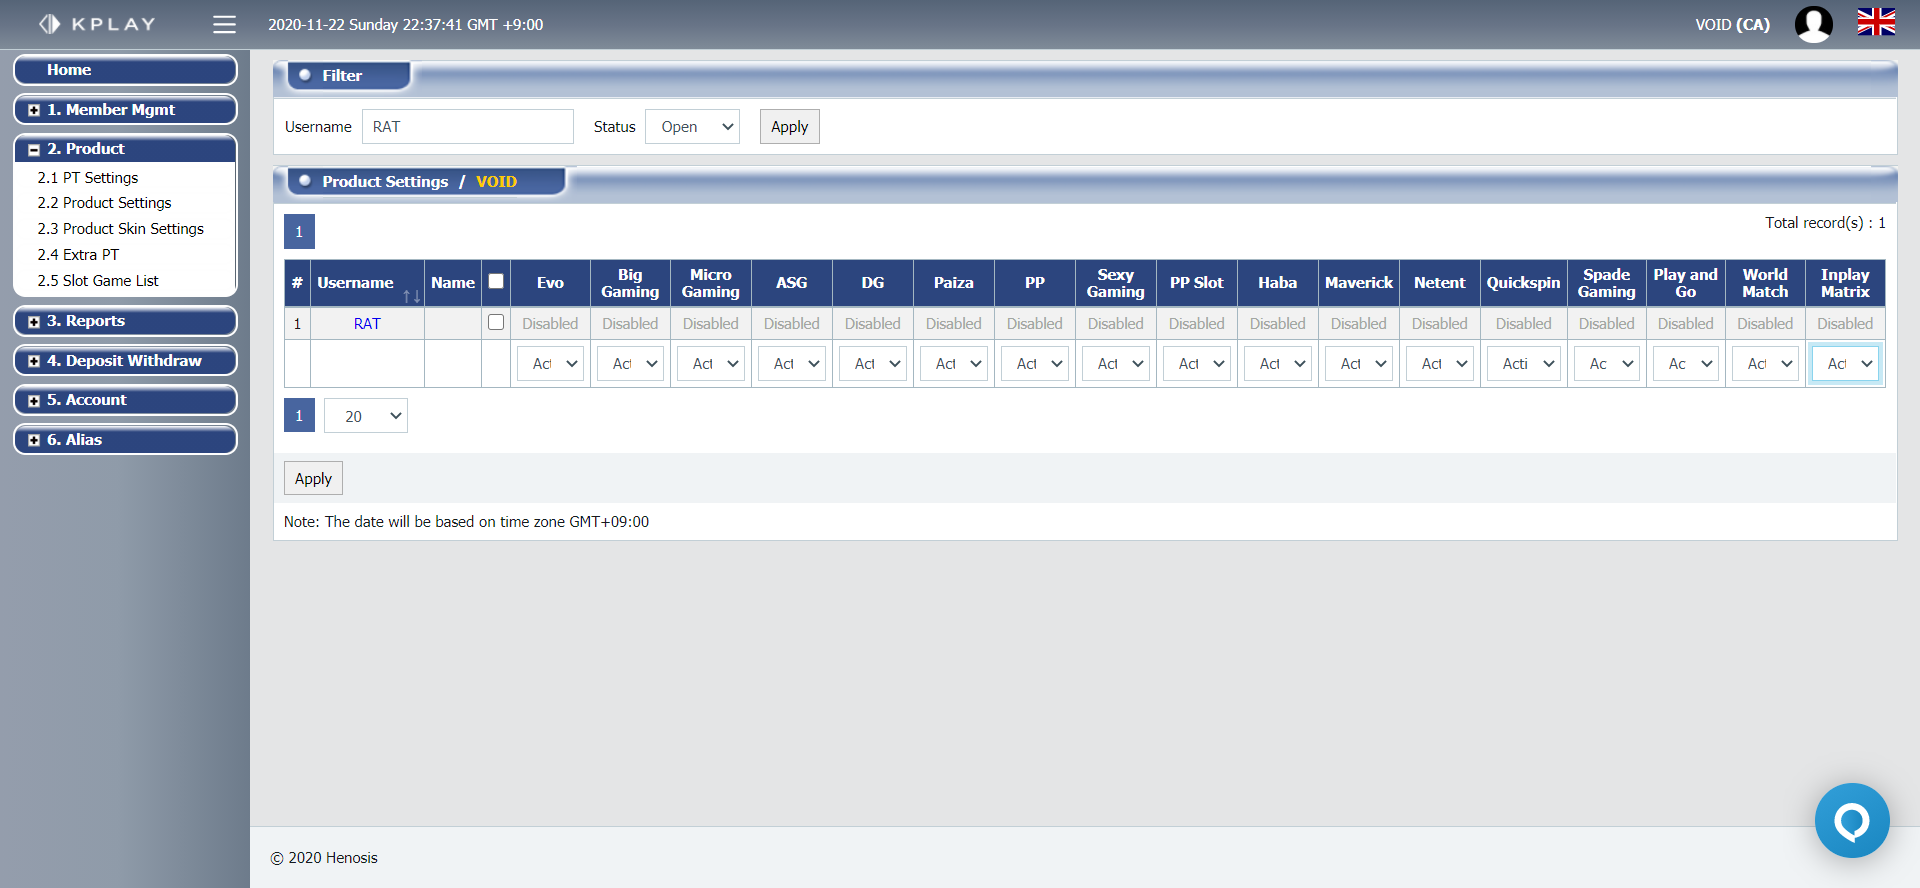 KPLAY
2020-11-22 Sunday 22:37:41 GMT +9:00
VOID (CA)
Home
1. Member Mgmt
2. Product
2.1 PT Settings
2.2 Product Settings
2.3 Product Skin Settings
2.4 Extra PT
2.5 Slot Game List
3. Reports
4. Deposit Withdraw
5. Account
6. Alias
Filter
Username RAT Status Open Apply
Product Settings / VOID
1 Total record(s) : 1
# Username Name Evo Big Gaming Micro Gaming ASG DG Paiza PP Sexy Gaming PP Slot Haba Maverick Netent Quickspin Spade Gaming Play and Go World Match Inplay Matrix
1 RAT Disabled Disabled Disabled Disabled Disabled Disabled Disabled Disabled Disabled Disabled Disabled Disabled Disabled Disabled Disabled Disabled Disabled
Act Act Act Act Act Act Act Act Act Act Act Act Acti Ac Ac Act Act
1 20
Apply
Note: The date will be based on time zone GMT+09:00
© 2020 Henosis